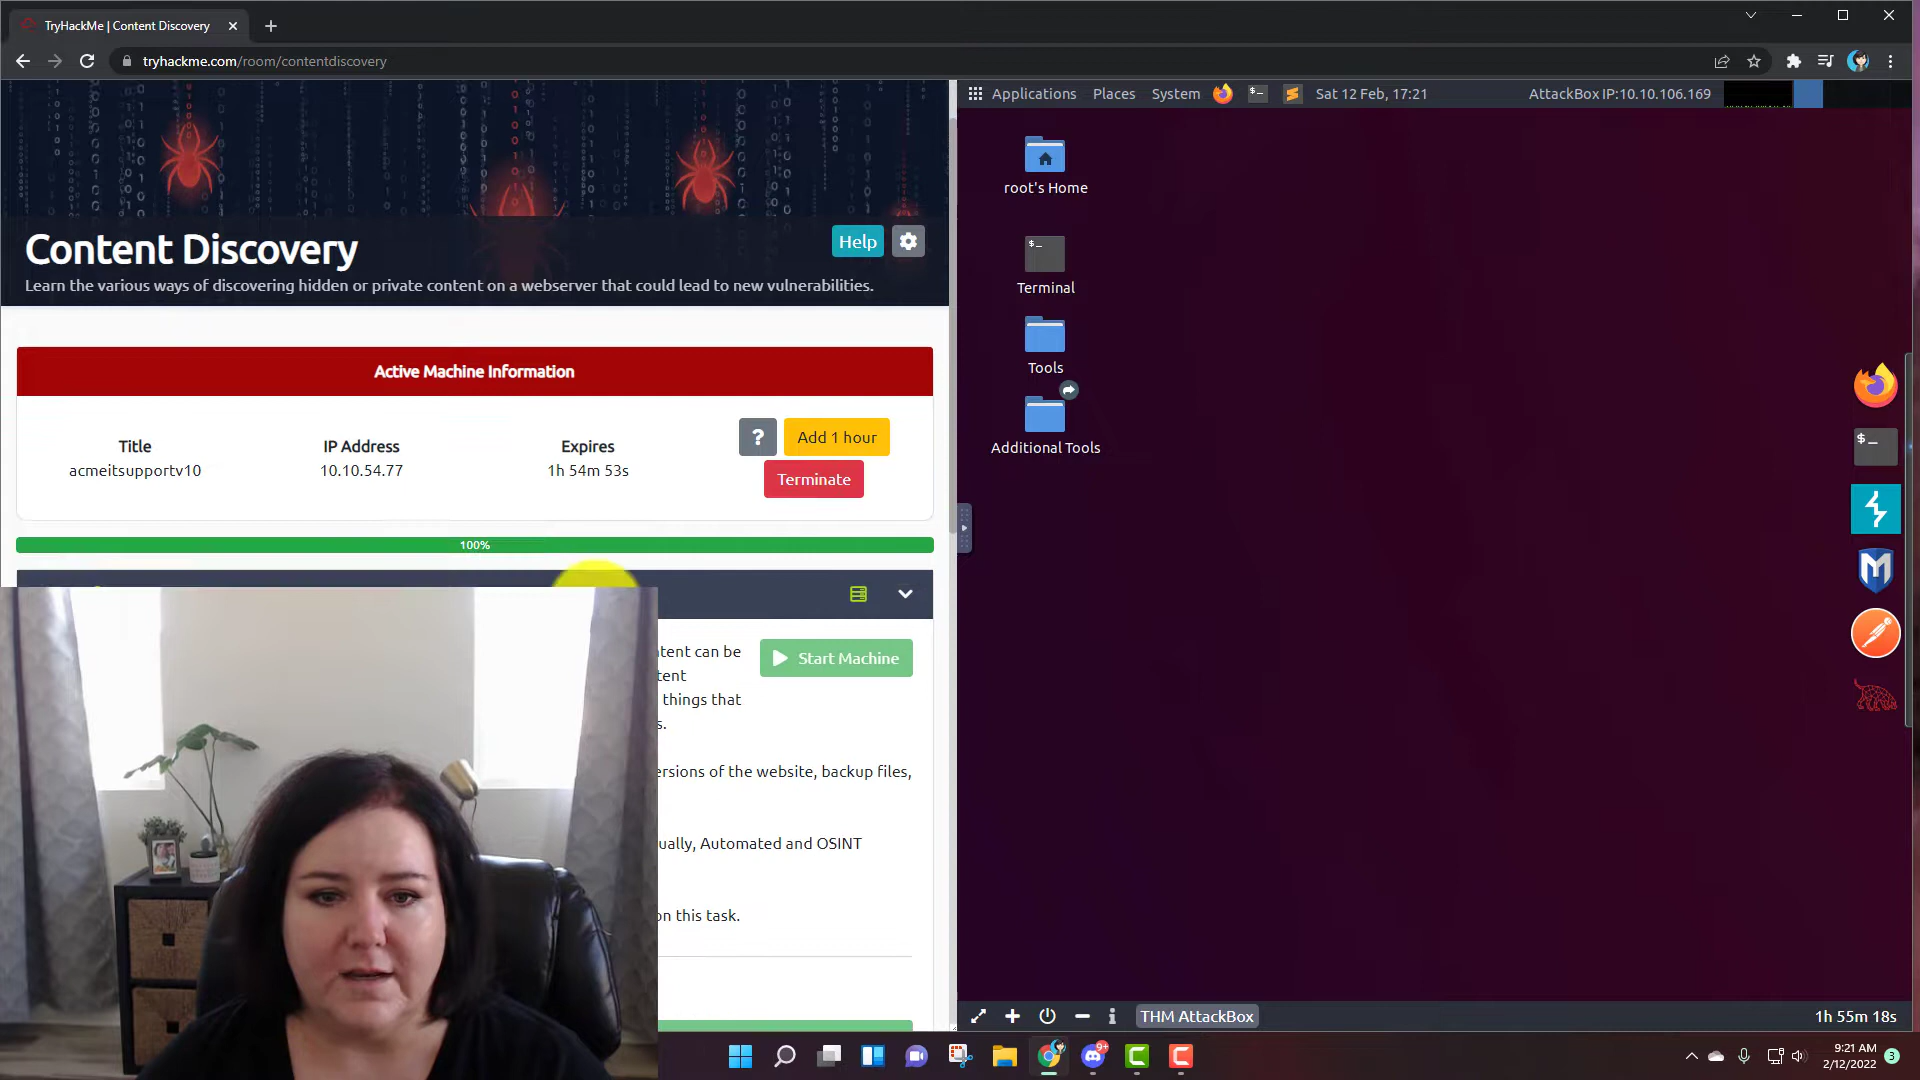 TryHackMe | Content Discovery
tryhackme.com/room/contentdiscovery
Applications Places System Sat 12 Feb, 17:21 AttackBox IP:10.10.106.169
Content Discovery
Help
Learn the various ways of discovering hidden or private content on a webserver that could lead to new vulnerabilities.
Active Machine Information
Title IP Address Expires
acmeitsupportv10 10.10.54.77 1h 54m 53s
? Add 1 hour
Terminate
100%
Start Machine
tent can be
tent
things that
s.
ersions of the website, backup files,
ually, Automated and OSINT
on this task.
root's Home
$_
Terminal
Tools
Additional Tools
$_
THM AttackBox
1h 55m 18s
9+
9:21 AM
2/12/2022
3